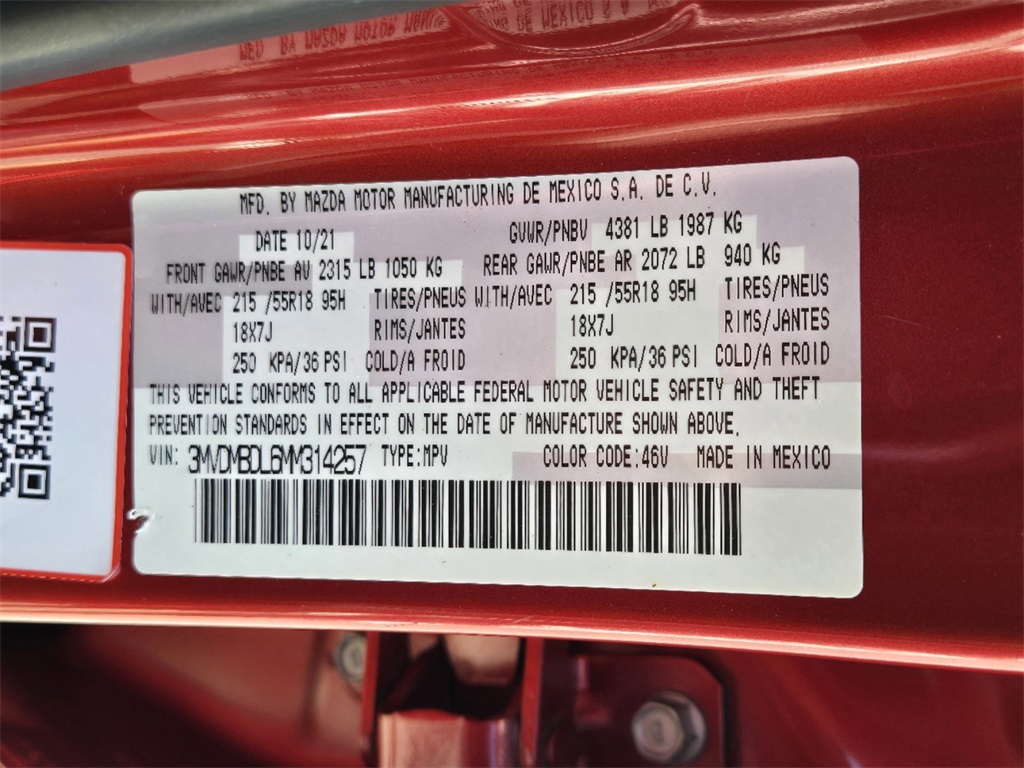 MFD. BY MAZDA MOTOR MANUFACTURING DE MEXICO S.A. DE C.V.
DATE 10/21 GVWR/PNBV 4381 LB 1987 KG
FRONT GAWR/PNBE AV 2315 LB 1050 KG REAR GAWR/PNBE AR 2072 LB 940 KG
WITH/AVEC 215 /55R18 95H TIRES/PNEUS WITH/AVEC 215 /55R18 95H TIRES/PNEUS
18X7J RIMS/JANTES 18X7J RIMS/JANTES
250 KPA/36 PSI COLD/A FROID 250 KPA/36 PSI COLD/A FROID
THIS VEHICLE CONFORMS TO ALL APPLICABLE FEDERAL MOTOR VEHICLE SAFETY AND THEFT
PREVENTION STANDARDS IN EFFECT ON THE DATE OF MANUFACTURE SHOWN ABOVE.
VIN: 3MVDMBDL6MM314257 TYPE:MPV COLOR CODE:46V MADE IN MEXICO